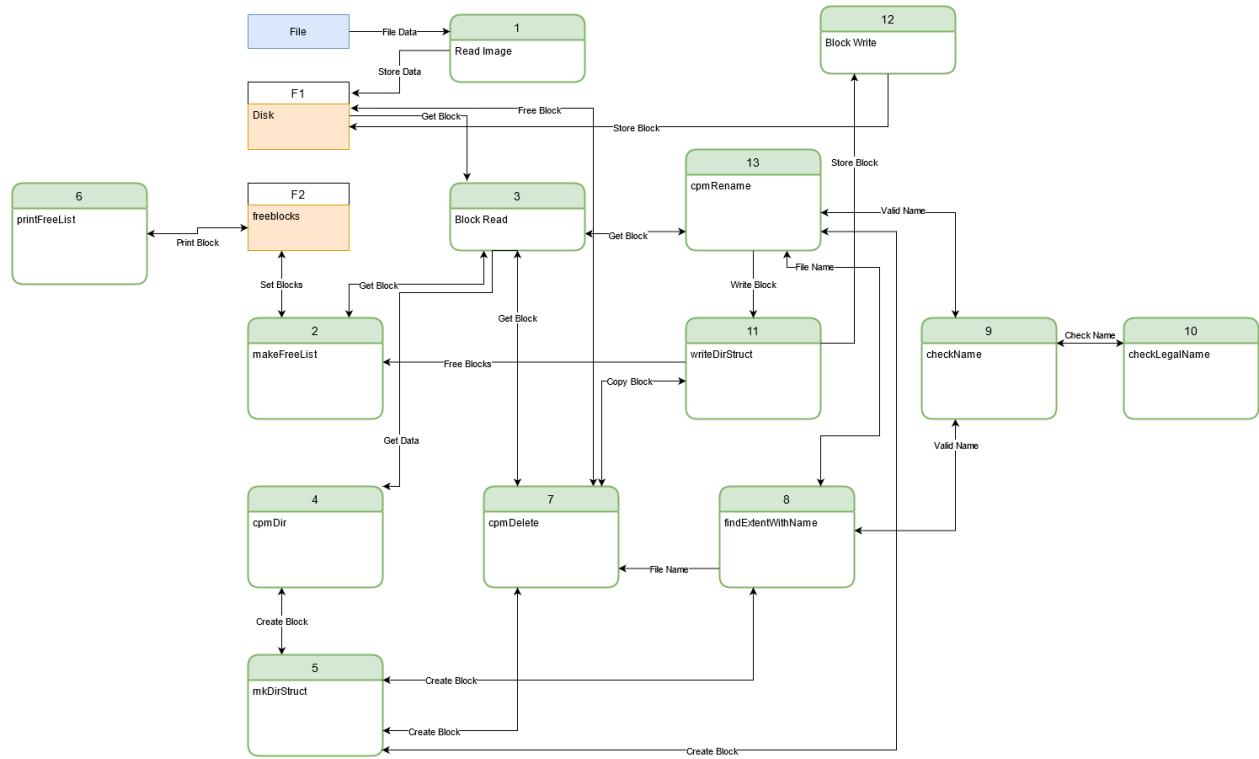 File
File Data
1
Read Image
12
Block Write
Store Data
F1
Disk
Free Block
Get Block
Store Block
Store Block
6
printFreeList
F2
freeblocks
3
Block Read
13
cpmRename
Valid Name
Print Block
Get Block
File Name
Set Blocks
Get Block
Write Block
Get Block
2
makeFreeList
11
writeDirStruct
9
checkName
Check Name
10
checkLegalName
Free Blocks
Copy Block
Get Data
Valid Name
4
cpmDir
7
cpmDelete
8
findExtentWithName
File Name
Create Block
5
mkDirStruct
Create Block
Create Block
Create Block